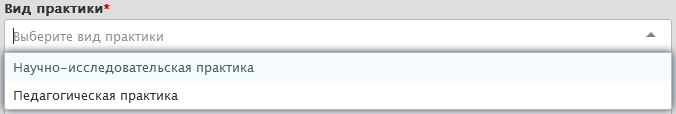 Вид практики*
Выберите вид практики
Научно-исследовательская практика
Педагогическая практика